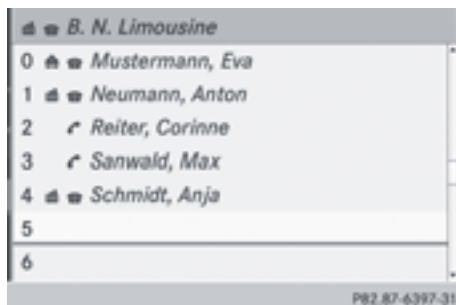 B. N. Limousine
0 Mustermann, Eva
1 Neumann, Anton
2 Reiter, Corinne
3 Sanwald, Max
4 Schmidt, Anja
5
6
P82.87-6397-31